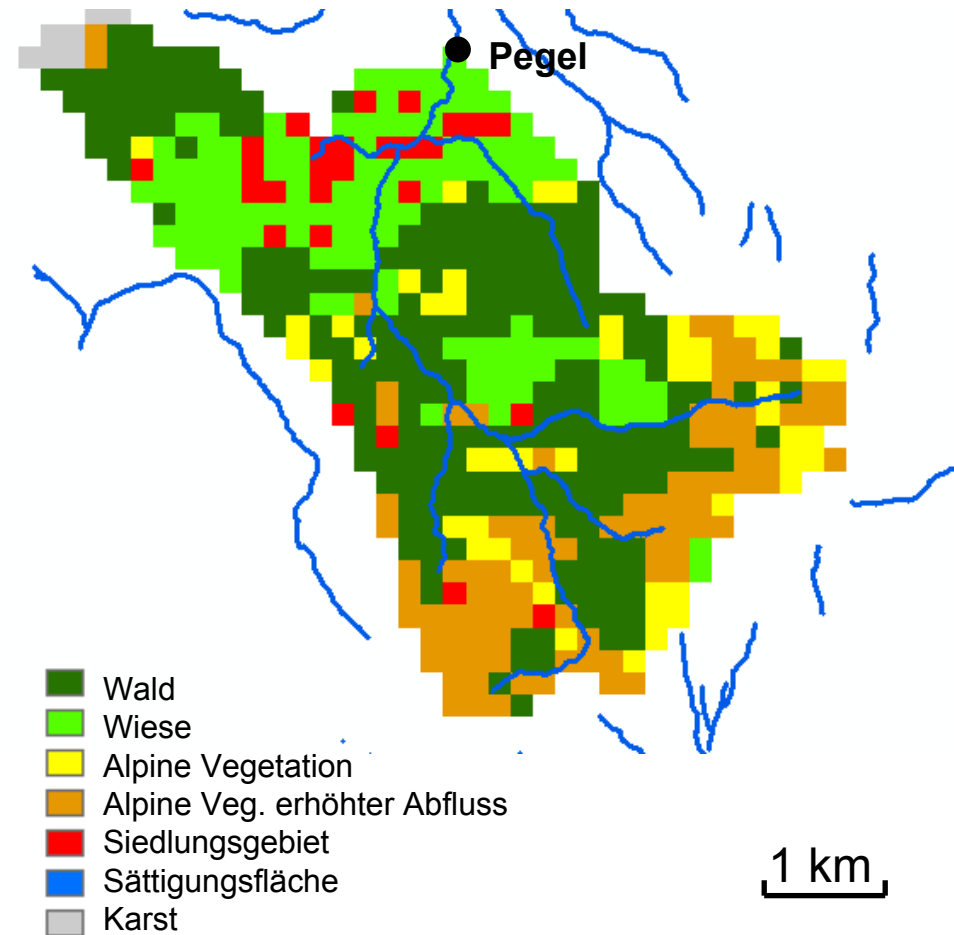 Pegel
Wald
Wiese
Alpine Vegetation
Alpine Veg. erhöhter Abfluss
Siedlungsgebiet
Sättigungsfläche
Karst
1 km